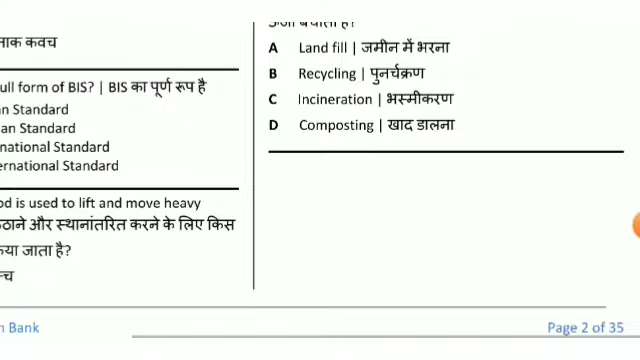 नाक कवच
ull form of BIS? | BIS का पूर्ण रूप है
n Standard
an Standard
national Standard
ernational Standard
od is used to lift and move heavy
ठाने और स्थानांतरित करने के लिए किस
या जाता है?
च
A Land fill | जमीन में भरना
B Recycling | पुनर्चक्रण
C Incineration | भस्मीकरण
D Composting | खाद डालना
n Bank
Page 2 of 35